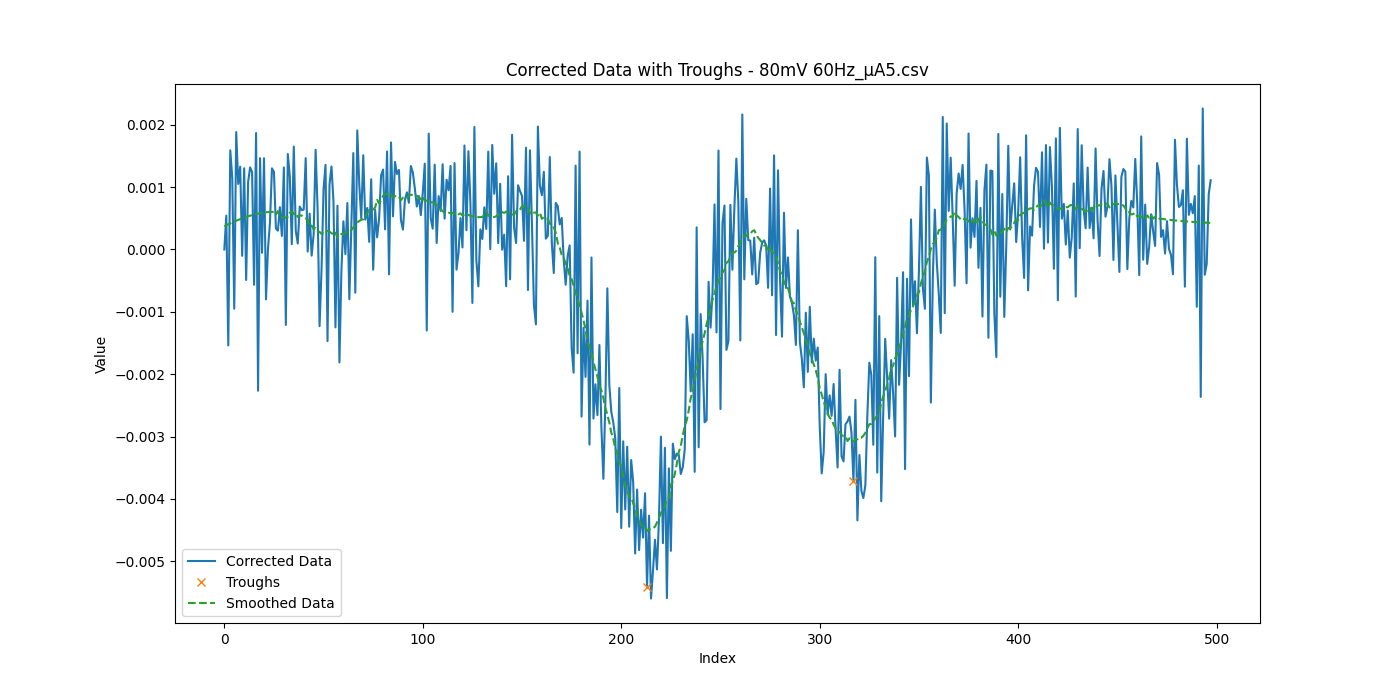 Corrected Data with Troughs - 80mV 60Hz_µA5.csv
Value
0.002
0.001
0.000
−0.001
−0.002
−0.003
−0.004
−0.005
Corrected Data
Troughs
Smoothed Data
0 100 200 300 400 500
Index